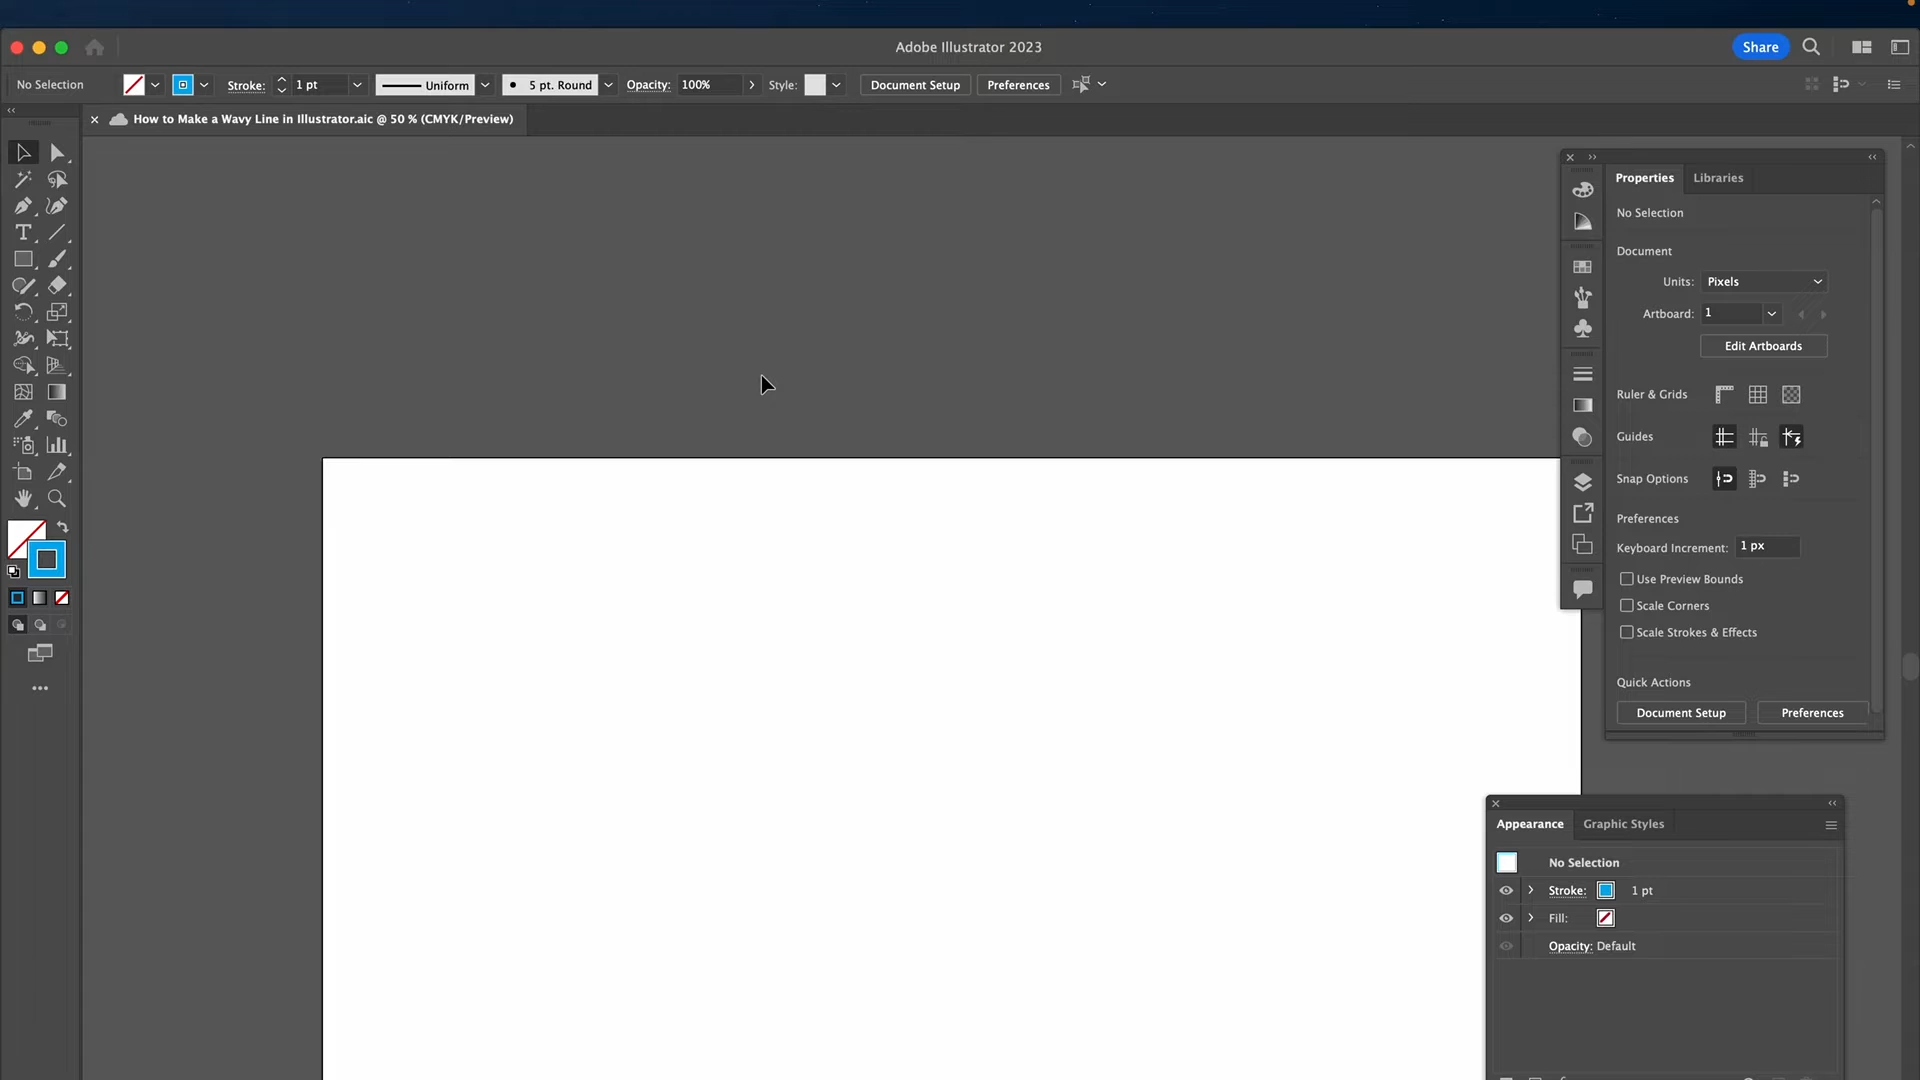 Adobe Illustrator 2023
Share
No Selection
Stroke: 1 pt
Uniform
5 pt. Round
Opacity: 100%
Style:
Document Setup
Preferences
How to Make a Wavy Line in Illustrator.aic @ 50 % (CMYK/Preview)
Properties
Libraries
No Selection
Document
Units: Pixels
Artboard: 1
Edit Artboards
Ruler & Grids
Guides
Snap Options
Preferences
Keyboard Increment: 1 px
Use Preview Bounds
Scale Corners
Scale Strokes & Effects
Quick Actions
Document Setup
Preferences
Appearance
Graphic Styles
No Selection
Stroke: 1 pt
Fill:
Opacity: Default